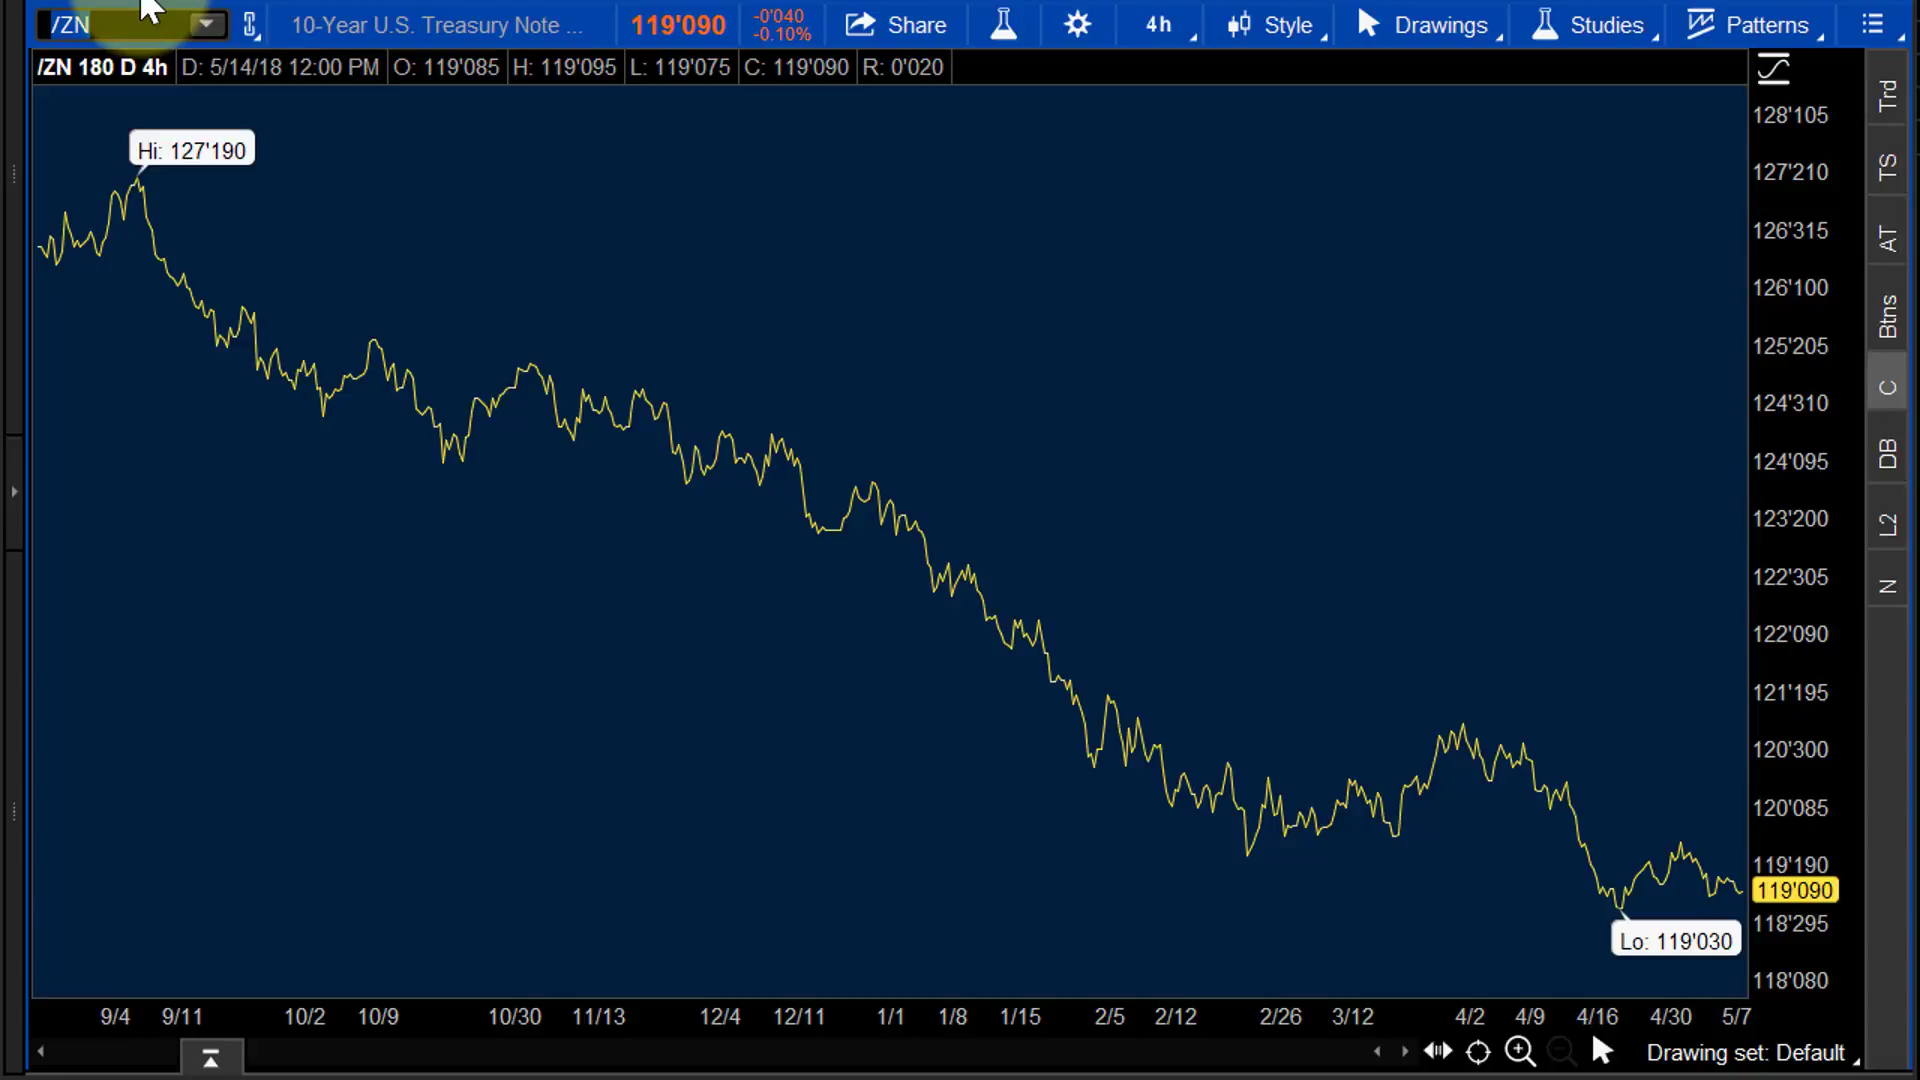 /ZN 10-Year U.S. Treasury Note ... 119'090 -0'040 -0.10% Share 4h Style Drawings Studies Patterns
/ZN 180 D 4h D: 5/14/18 12:00 PM O: 119'085 H: 119'095 L: 119'075 C: 119'090 R: 0'020
Hi: 127'190
128'105
127'210
126'315
126'100
125'205
124'310
124'095
123'200
122'305
122'090
121'195
120'300
120'085
119'190
119'090
118'295
118'080
Lo: 119'030
Trd
TS
AT
Btns
C
DB
L2
N
9/4 9/11 10/2 10/9 10/30 11/13 12/4 12/11 1/1 1/8 1/15 2/5 2/12 2/26 3/12 4/2 4/9 4/16 4/30 5/7
Drawing set: Default